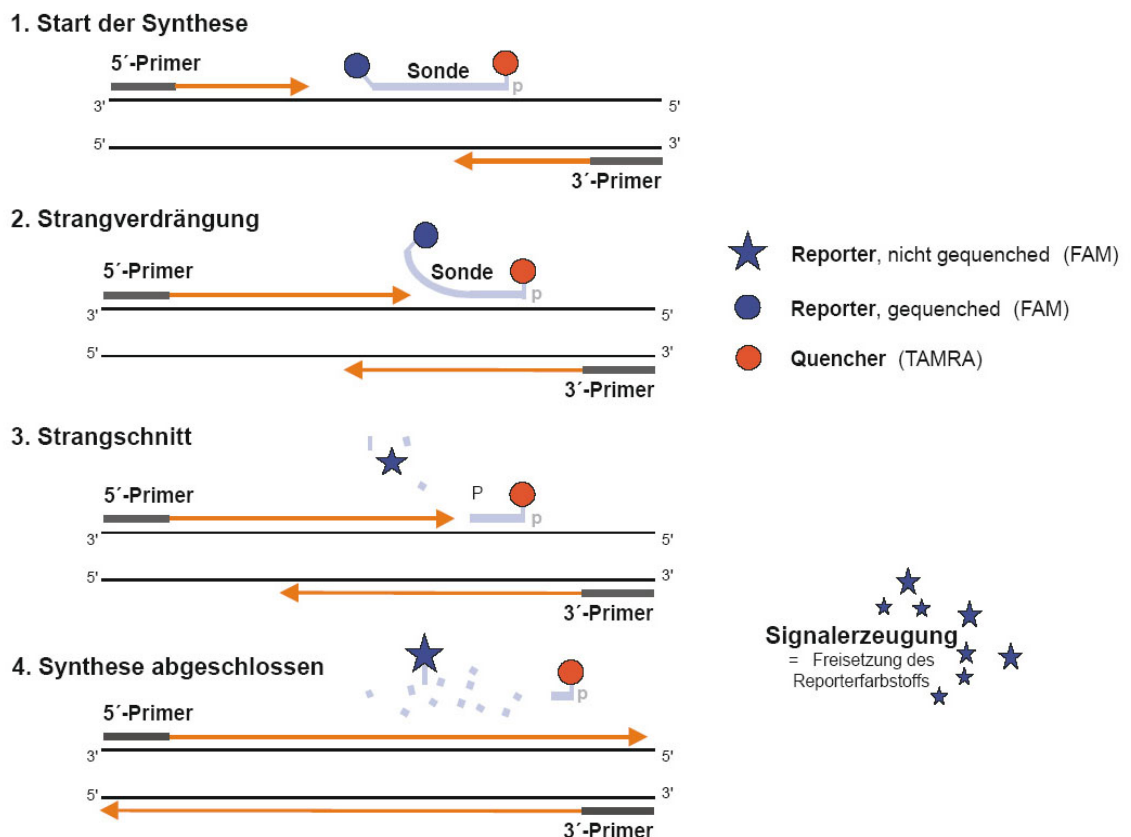 1. Start der Synthese
5´-Primer
Sonde
p
3'
5'
5'
3'
3´-Primer
2. Strangverdrängung
5´-Primer
Sonde
p
3'
5'
5'
3'
3´-Primer
Reporter, nicht gequenched (FAM)
Reporter, gequenched (FAM)
Quencher (TAMRA)
3. Strangschnitt
5´-Primer
P
p
3'
5'
5'
3'
3´-Primer
4. Synthese abgeschlossen
5´-Primer
p
3'
5'
5'
3'
3´-Primer
Signalerzeugung
= Freisetzung des
Reporterfarbstoffs